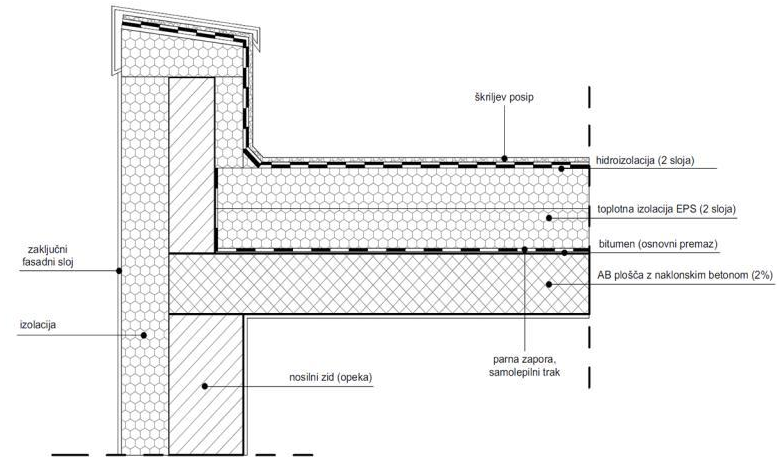 škriljev posip
hidroizolacija (2 sloja)
toplotna izolacija EPS (2 sloja)
bitumen (osnovni premaz)
AB plošča z naklonskim betonom (2%)
zaključni
fasadni sloj
izolacija
parna zapora,
samolepilni trak
nosilni zid (opeka)